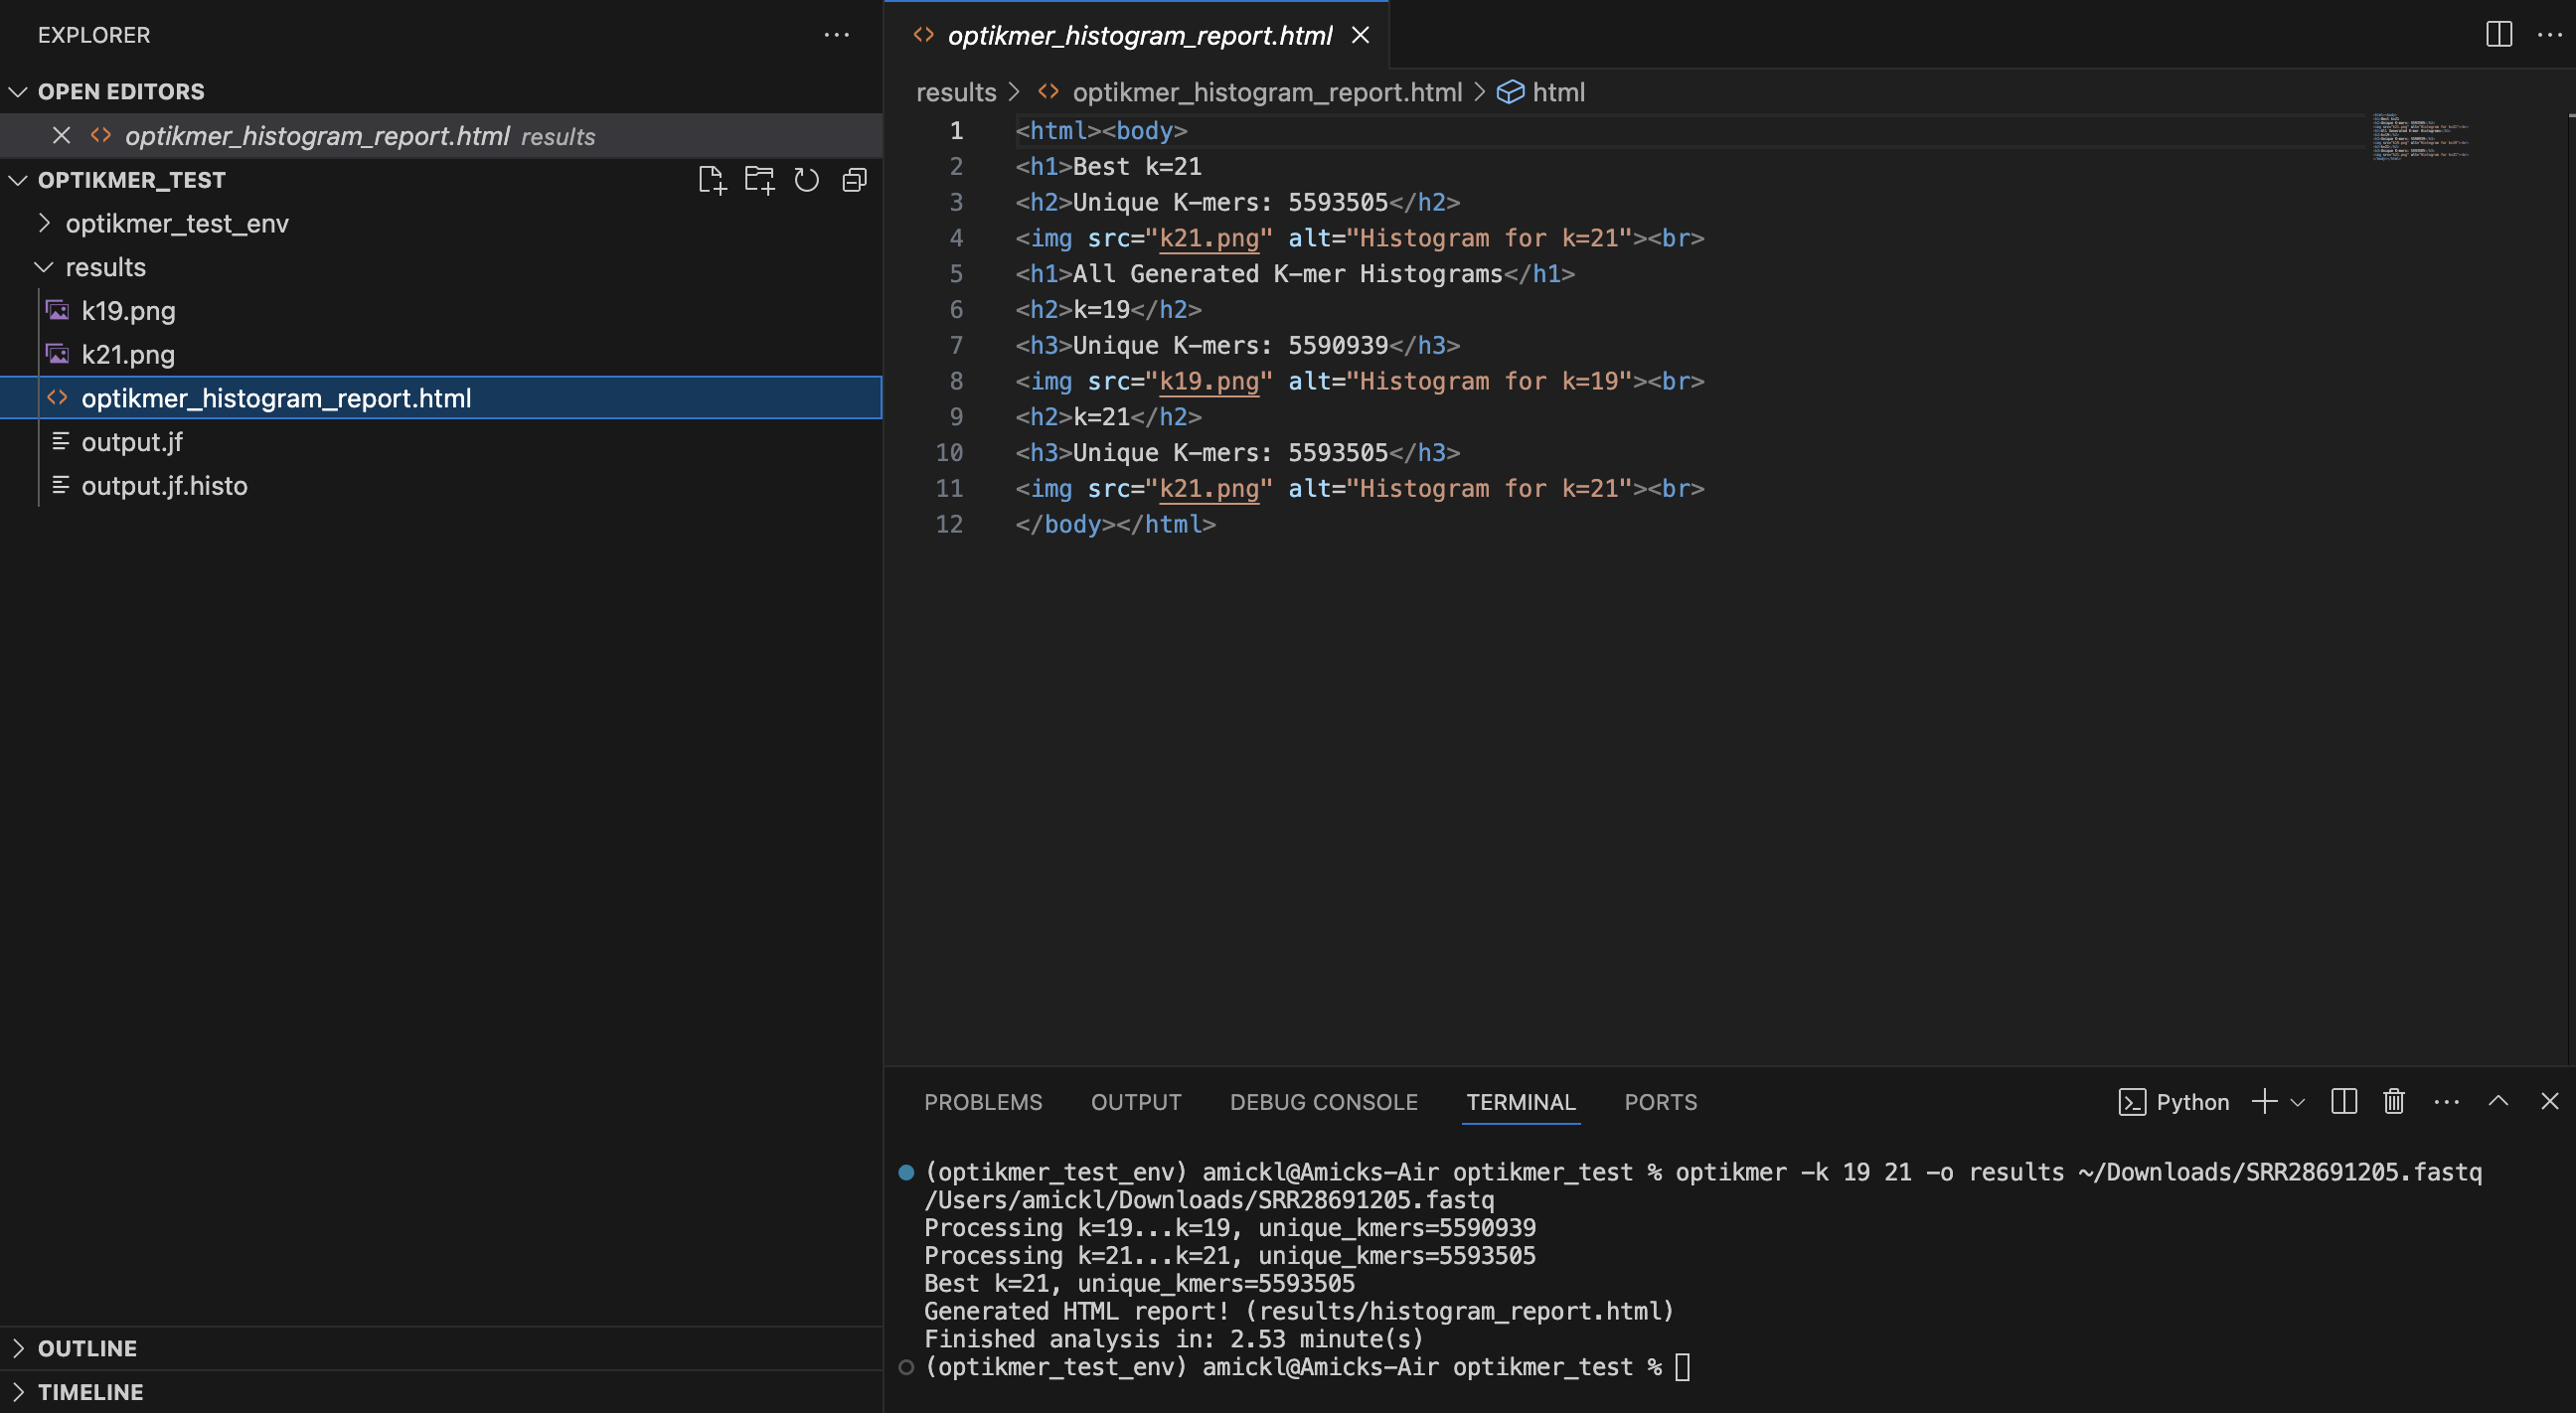 EXPLORER
OPEN EDITORS
optikmer_histogram_report.html results
OPTIKMER_TEST
optikmer_test_env
results
k19.png
k21.png
optikmer_histogram_report.html
output.jf
output.jf.histo
OUTLINE
TIMELINE
optikmer_histogram_report.html
results > optikmer_histogram_report.html > html
1 <html><body>
2 <h1>Best k=21
3 <h2>Unique K-mers: 5593505</h2>
4 <img src="k21.png" alt="Histogram for k=21"><br>
5 <h1>All Generated K-mer Histograms</h1>
6 <h2>k=19</h2>
7 <h3>Unique K-mers: 5590939</h3>
8 <img src="k19.png" alt="Histogram for k=19"><br>
9 <h2>k=21</h2>
10 <h3>Unique K-mers: 5593505</h3>
11 <img src="k21.png" alt="Histogram for k=21"><br>
12 </body></html>
PROBLEMS OUTPUT DEBUG CONSOLE TERMINAL PORTS Python
(optikmer_test_env) amickl@Amicks-Air optikmer_test % optikmer -k 19 21 -o results ~/Downloads/SRR28691205.fastq
/Users/amickl/Downloads/SRR28691205.fastq
Processing k=19...k=19, unique_kmers=5590939
Processing k=21...k=21, unique_kmers=5593505
Best k=21, unique_kmers=5593505
Generated HTML report! (results/histogram_report.html)
Finished analysis in: 2.53 minute(s)
(optikmer_test_env) amickl@Amicks-Air optikmer_test %